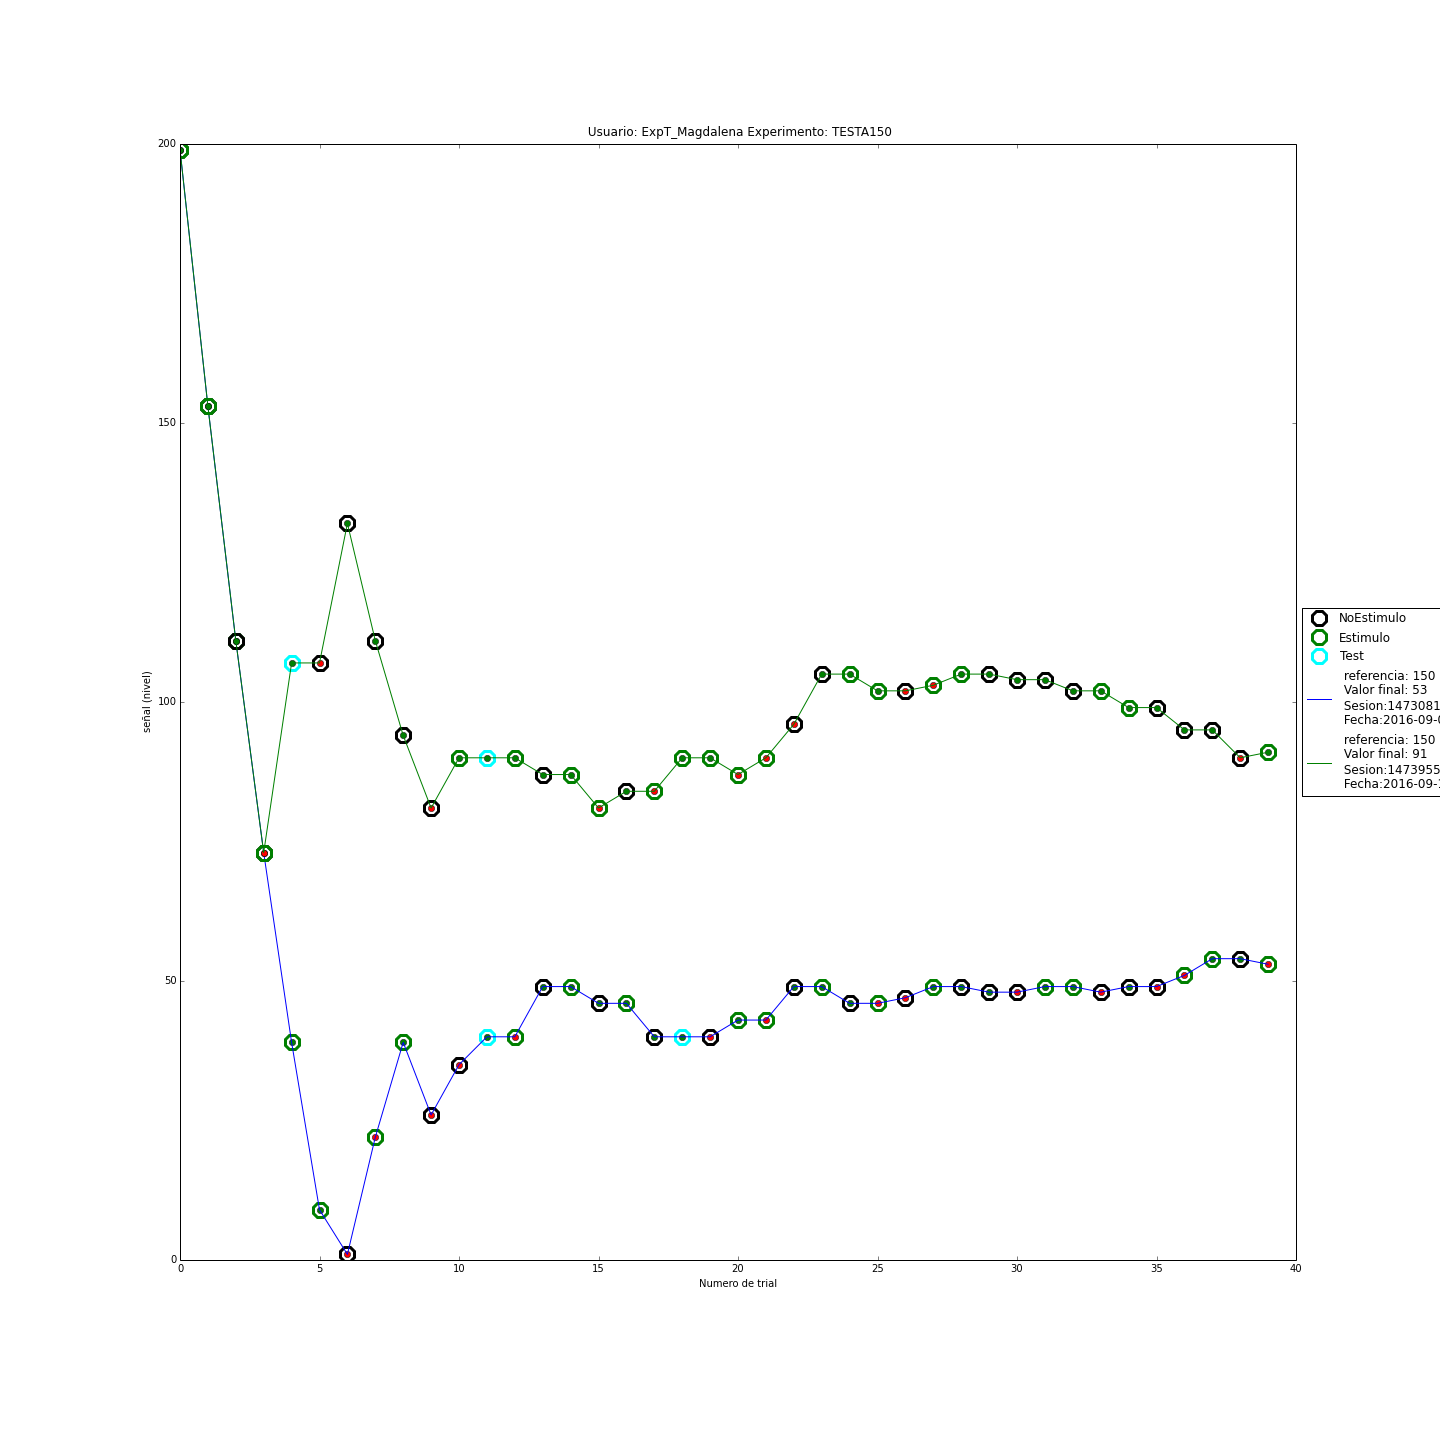 Usuario: ExpT_Magdalena Experimento: TESTA150
200
150
100
50
0
señal (nivel)
0 5 10 15 20 25 30 35 40
Numero de trial
NoEstimulo
Estimulo
Test
referencia: 150
Valor final: 53
Sesion:1473081
Fecha:2016-09-0
referencia: 150
Valor final: 91
Sesion:1473955
Fecha:2016-09-1